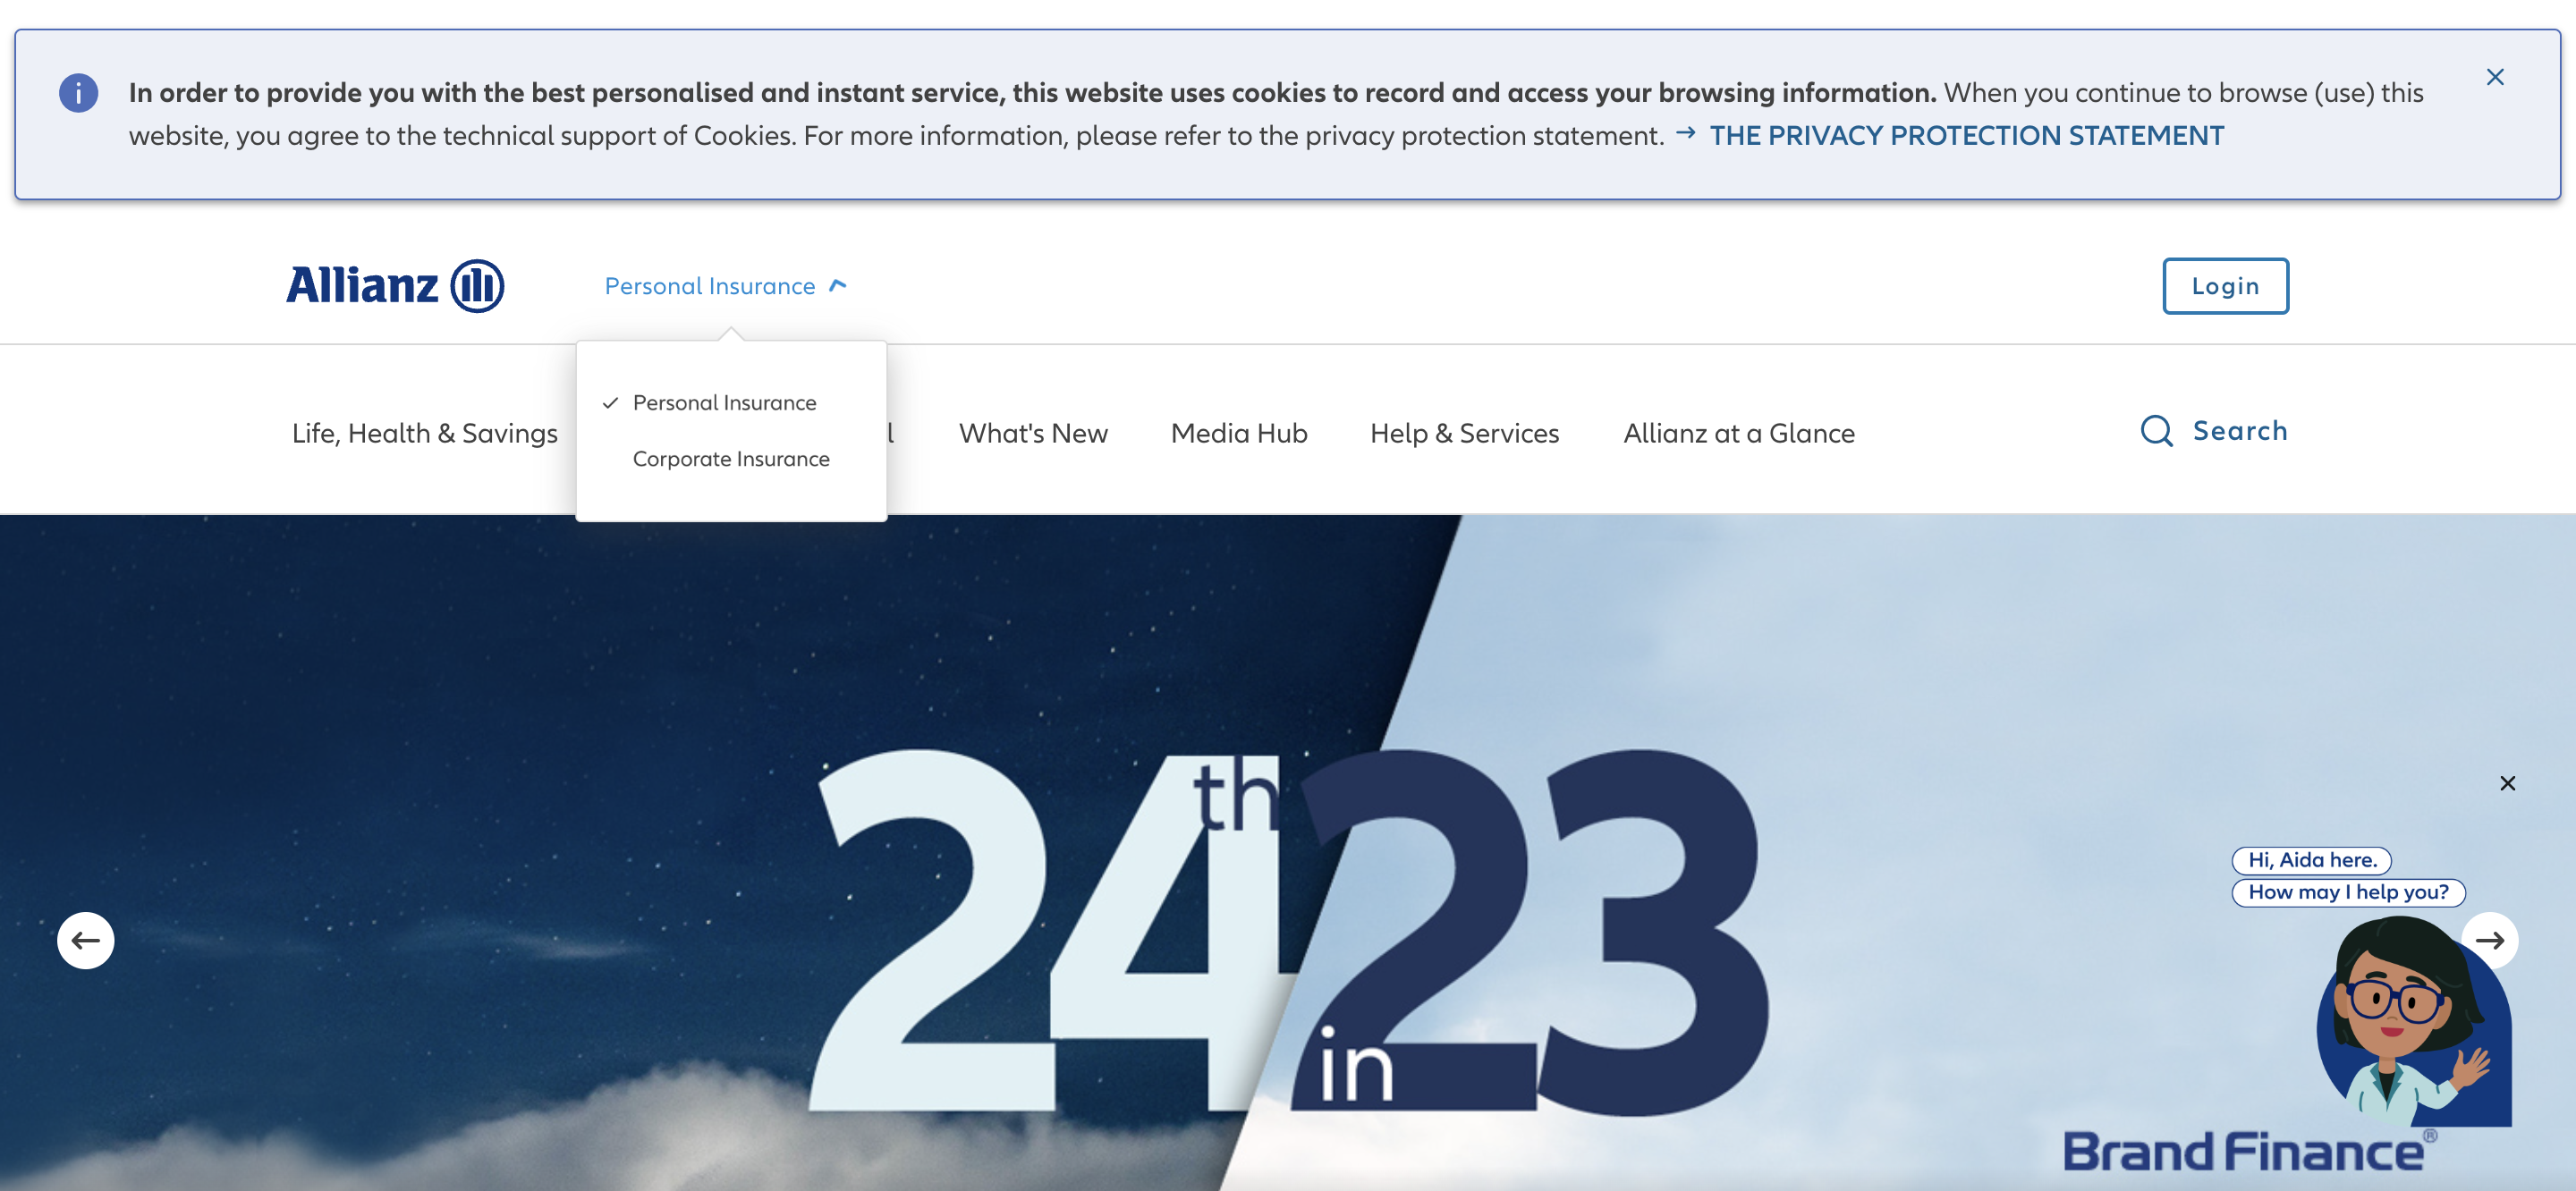 In order to provide you with the best personalised and instant service, this website uses cookies to record and access your browsing information. When you continue to browse (use) this
website, you agree to the technical support of Cookies. For more information, please refer to the privacy protection statement. → THE PRIVACY PROTECTION STATEMENT
Allianz
Personal Insurance
Login
Personal Insurance
Corporate Insurance
Life, Health & Savings
What's New
Media Hub
Help & Services
Allianz at a Glance
Search
24th in 23
Hi, Aida here.
How may I help you?
Brand Finance®